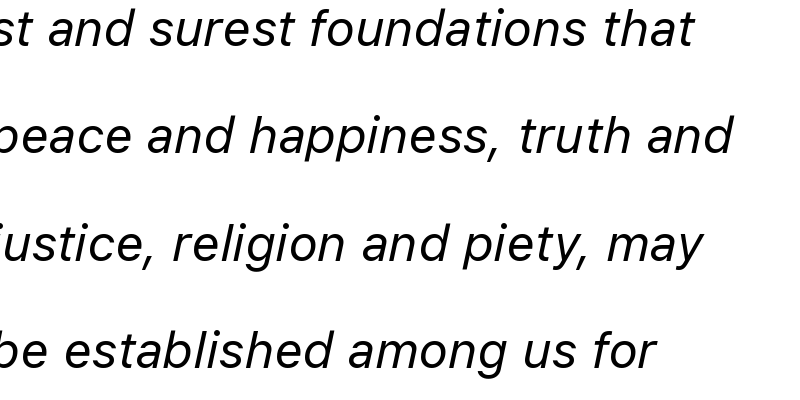 st and surest foundations that
peace and happiness, truth and
justice, religion and piety, may
be established among us for